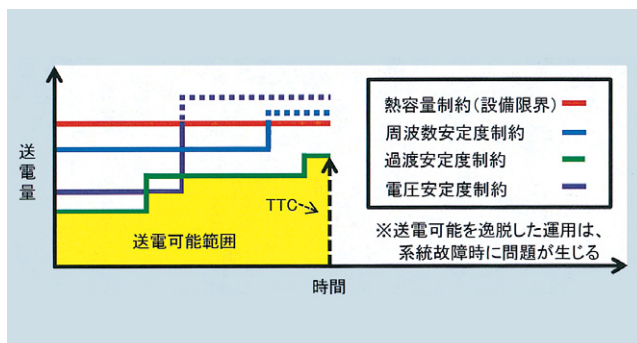 送電量
熱容量制約(設備限界)
周波数安定度制約
過渡安定度制約
電圧安定度制約
TTC
送電可能範囲
※送電可能を逸脱した運用は、
系統故障時に問題が生じる
時間